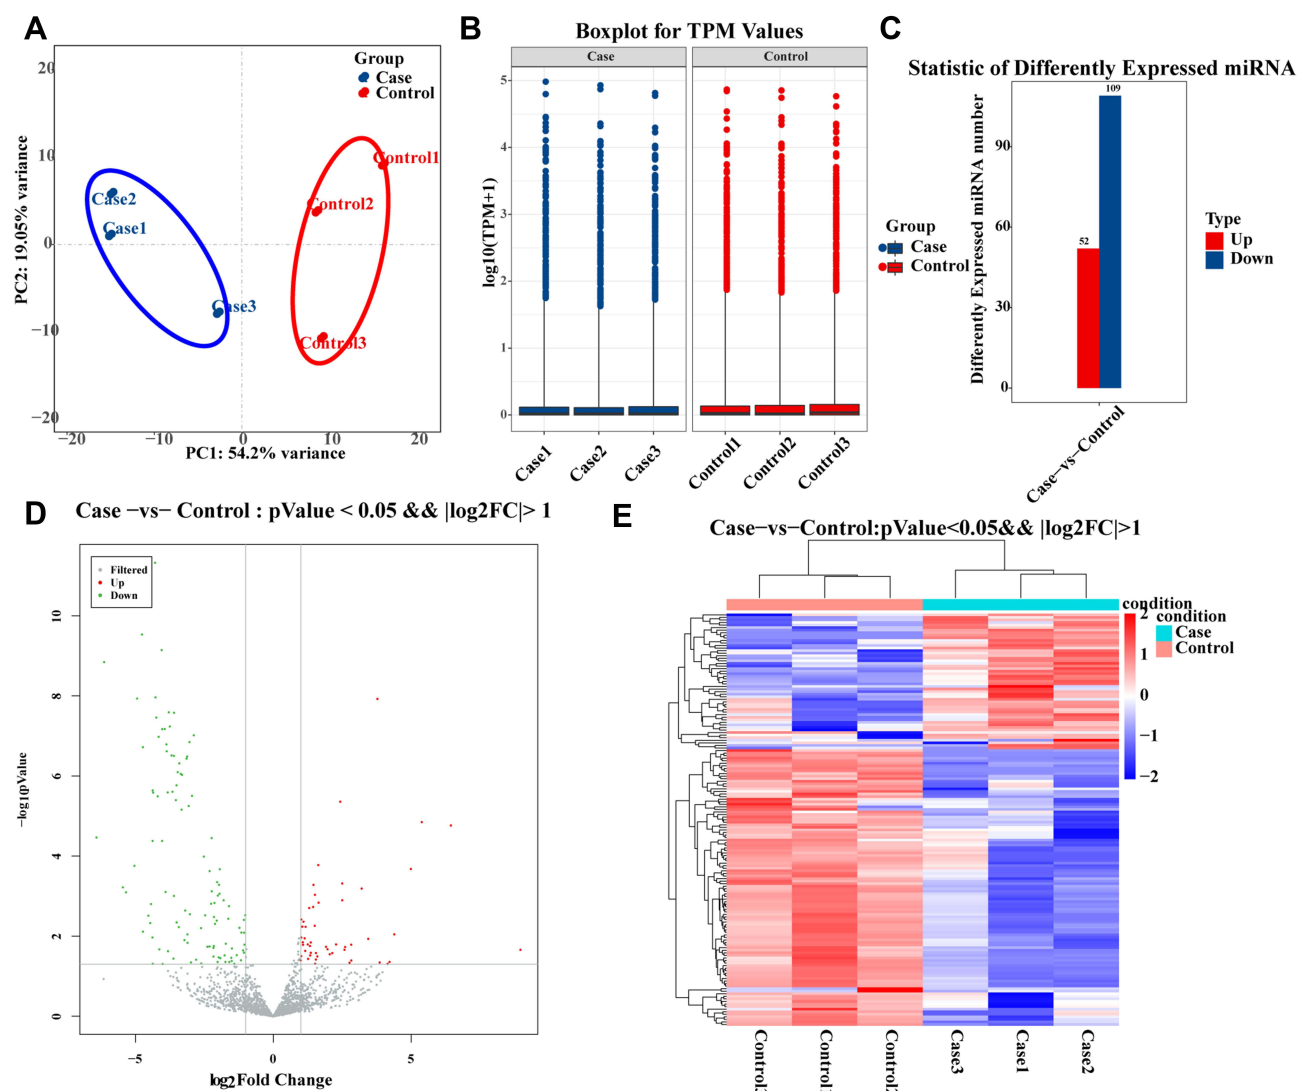 A
20
10
0
−10
−20
−20
−10
0
10
20
PC2: 19.05% variance
PC1: 54.2% variance
Group
Case
Control
Case2
Case1
Case3
Control1
Control2
Control3
B
Boxplot for TPM Values
Case
Control
log10(TPM+1)
5
4
3
2
1
0
Case1
Case2
Case3
Control1
Control2
Control3
Group
Case
Control
C
Statistic of Differently Expressed miRNA
Differently Expressed miRNA number
90
60
30
0
52
109
Case−vs−Control
Type
Up
Down
D
Case −vs− Control : pValue < 0.05 && |log2FC|> 1
Filtered
Up
Down
−log10pValue
10
8
6
4
2
0
−5
0
5
log2Fold Change
E
Case−vs−Control:pValue<0.05&& |log2FC|>1
condition
2
1
0
−1
−2
condition
Case
Control
Case3
Case1
Case2